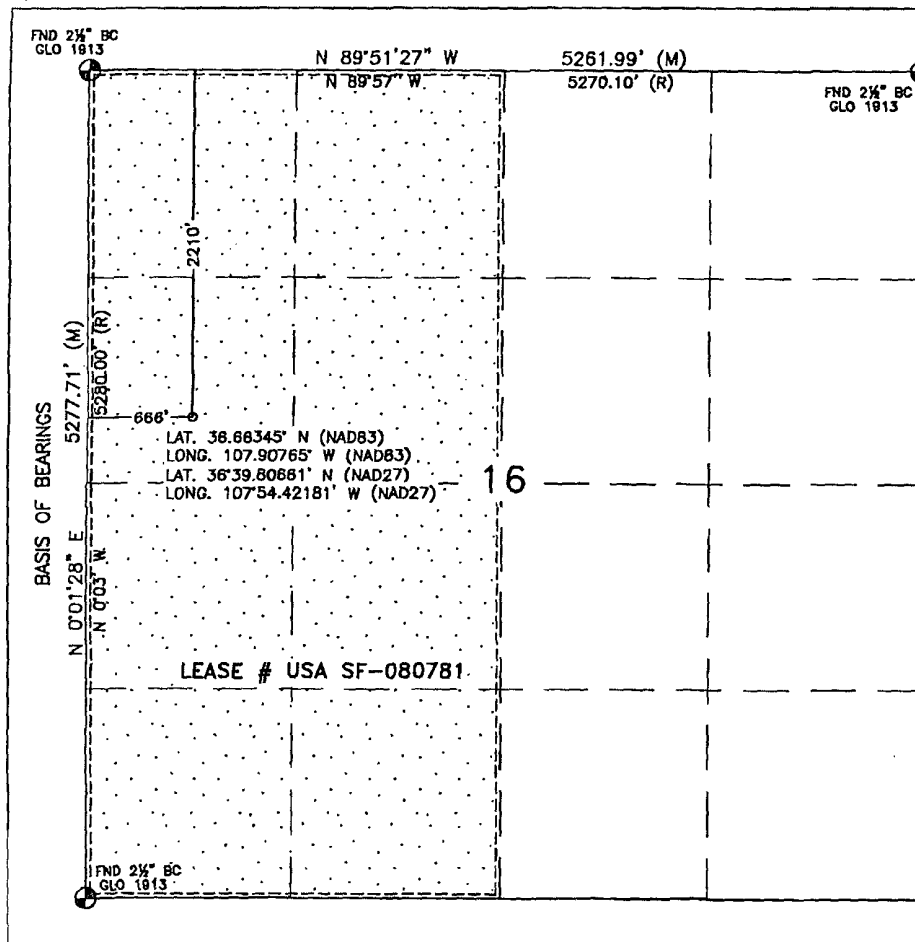 FND 2½" BC
GLO 1913
N 89°51'27" W
5261.99' (M)
N 89°57' W
5270.10' (R)
FND 2½" BC
GLO 1913
2210'
666'
LAT. 36.66345° N (NAD83)
LONG. 107.90765° W (NAD83)
LAT. 36°39.80661' N (NAD27)
LONG. 107°54.42181' W (NAD27)
16
BASIS OF BEARINGS
N 0°01'28" E
5277.71' (M)
N 0°03' W
5280.00' (R)
LEASE # USA SF-080781
FND 2½" BC
GLO 1913